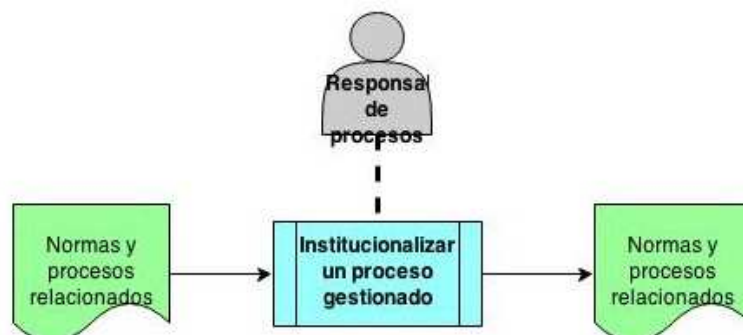 Responsa
de
procesos
Normas y
procesos
relacionados
Institucionalizar
un proceso
gestionado
Normas y
procesos
relacionados